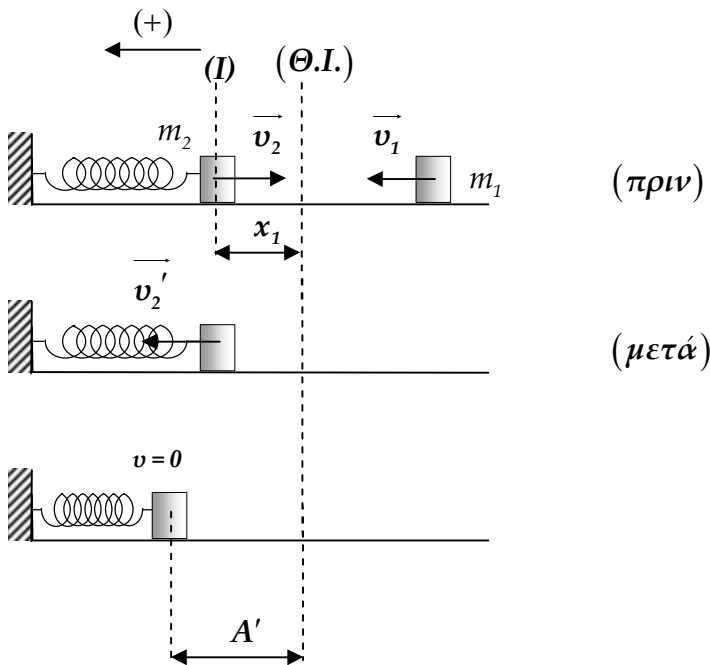 (+)
(I) (Θ.Ι.)
m₂ υ₂ υ₁ m₁ (πριν)
x₁
υ₂′ (μετά)
υ = 0
A′